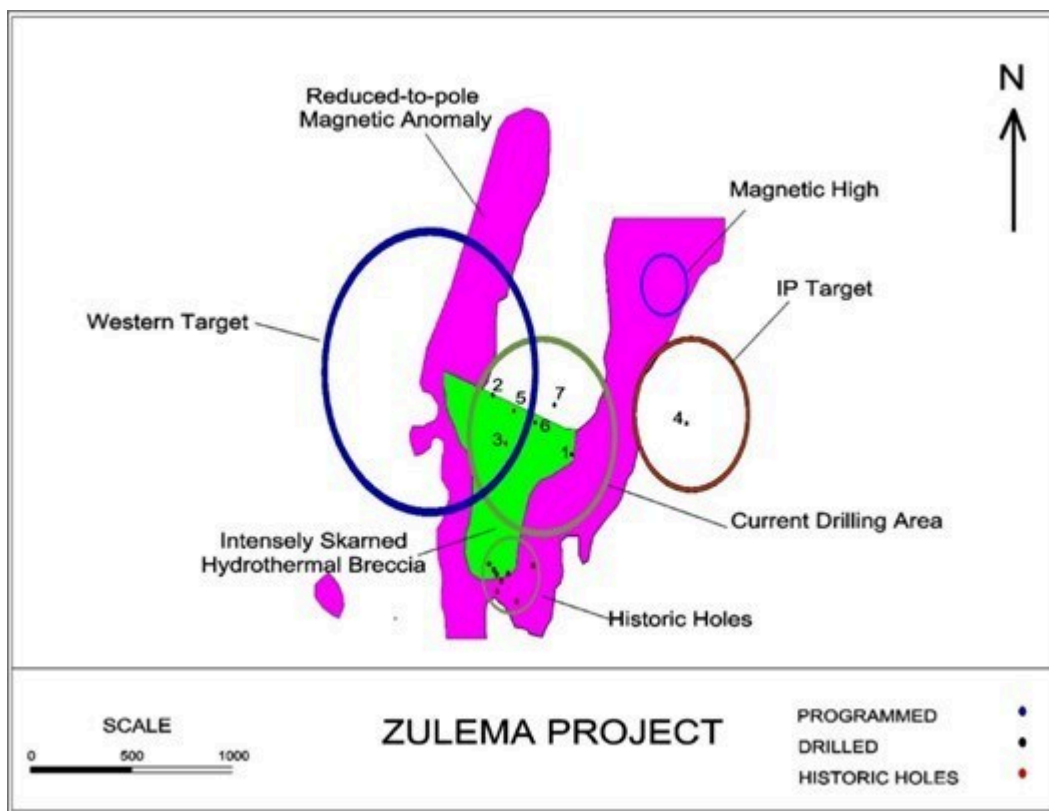 Reduced-to-pole
Magnetic Anomaly
N
Magnetic High
IP Target
Western Target
2
5
7
6
4
3
1
Current Drilling Area
Intensely Skarned
Hydrothermal Breccia
Historic Holes
SCALE
0 500 1000
ZULEMA PROJECT
PROGRAMMED
DRILLED
HISTORIC HOLES